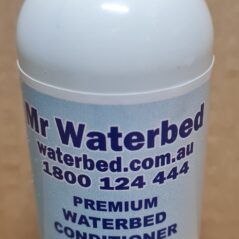 Mr Waterbed
waterbed.com.au
1800 124 444
PREMIUM
WATERBED
CONDITIONER